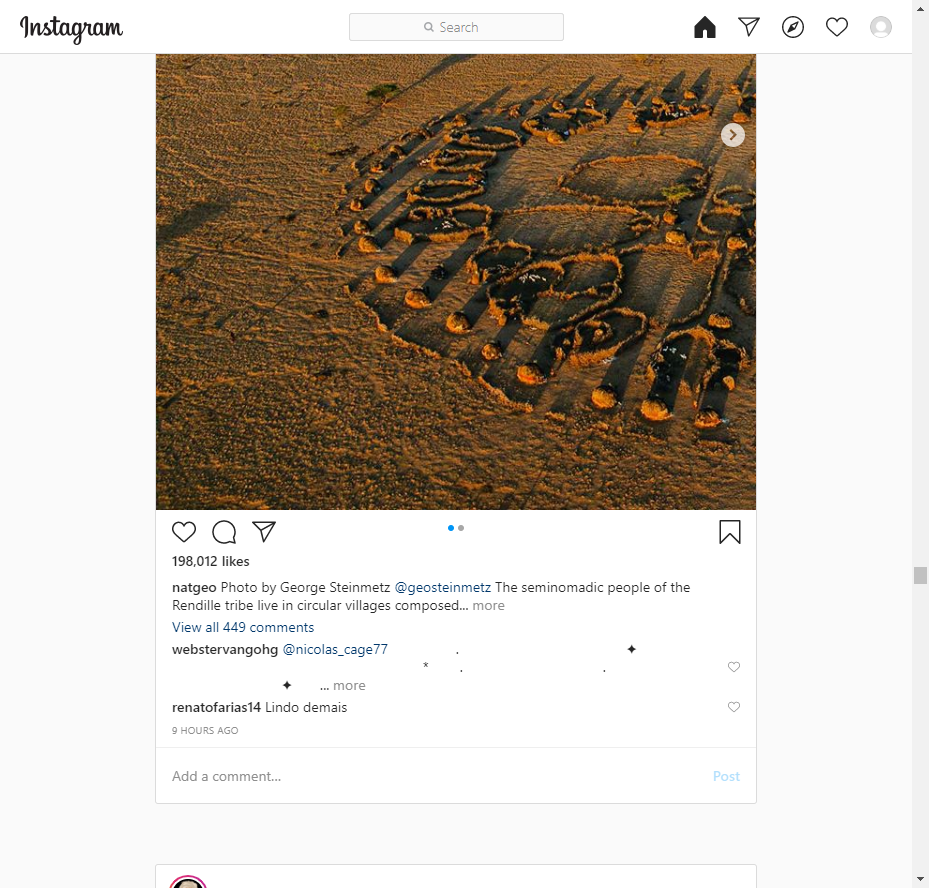 Instagram
Search
198,012 likes
natgeo Photo by George Steinmetz @geosteinmetz The seminomadic people of the
Rendille tribe live in circular villages composed... more
View all 449 comments
webstervangohg @nicolas_cage77 . ✦
* . .
✦ ... more
renatofarias14 Lindo demais
9 HOURS AGO
Add a comment... Post